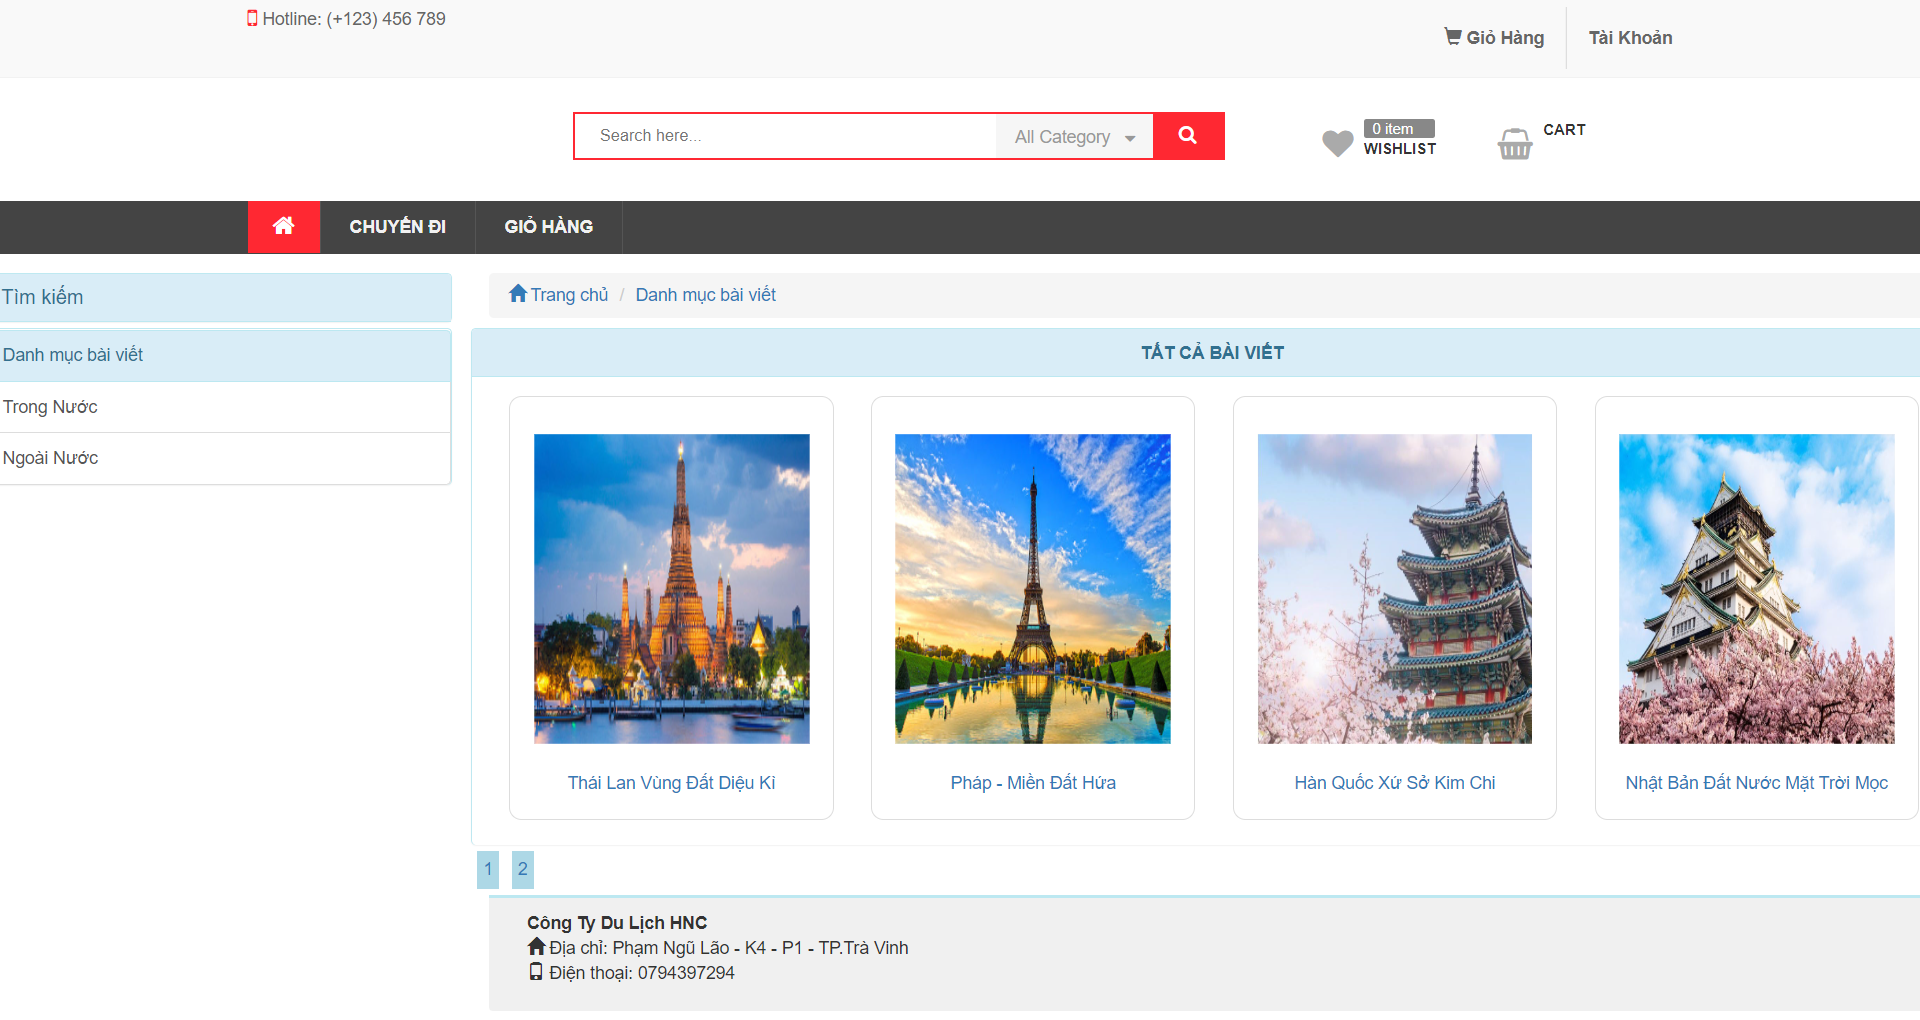 Hotline: (+123) 456 789
Giỏ Hàng
Tài Khoản
Search here...
All Category
0 item
WISHLIST
CART
CHUYẾN ĐI
GIỎ HÀNG
Tìm kiếm
Trang chủ / Danh mục bài viết
Danh mục bài viết
Trong Nước
Ngoài Nước
TẤT CẢ BÀI VIẾT
Thái Lan Vùng Đất Diệu Kì
Pháp - Miền Đất Hứa
Hàn Quốc Xứ Sở Kim Chi
Nhật Bản Đất Nước Mặt Trời Mọc
1 2
Công Ty Du Lịch HNC
Địa chỉ: Phạm Ngũ Lão - K4 - P1 - TP.Trà Vinh
Điện thoại: 0794397294